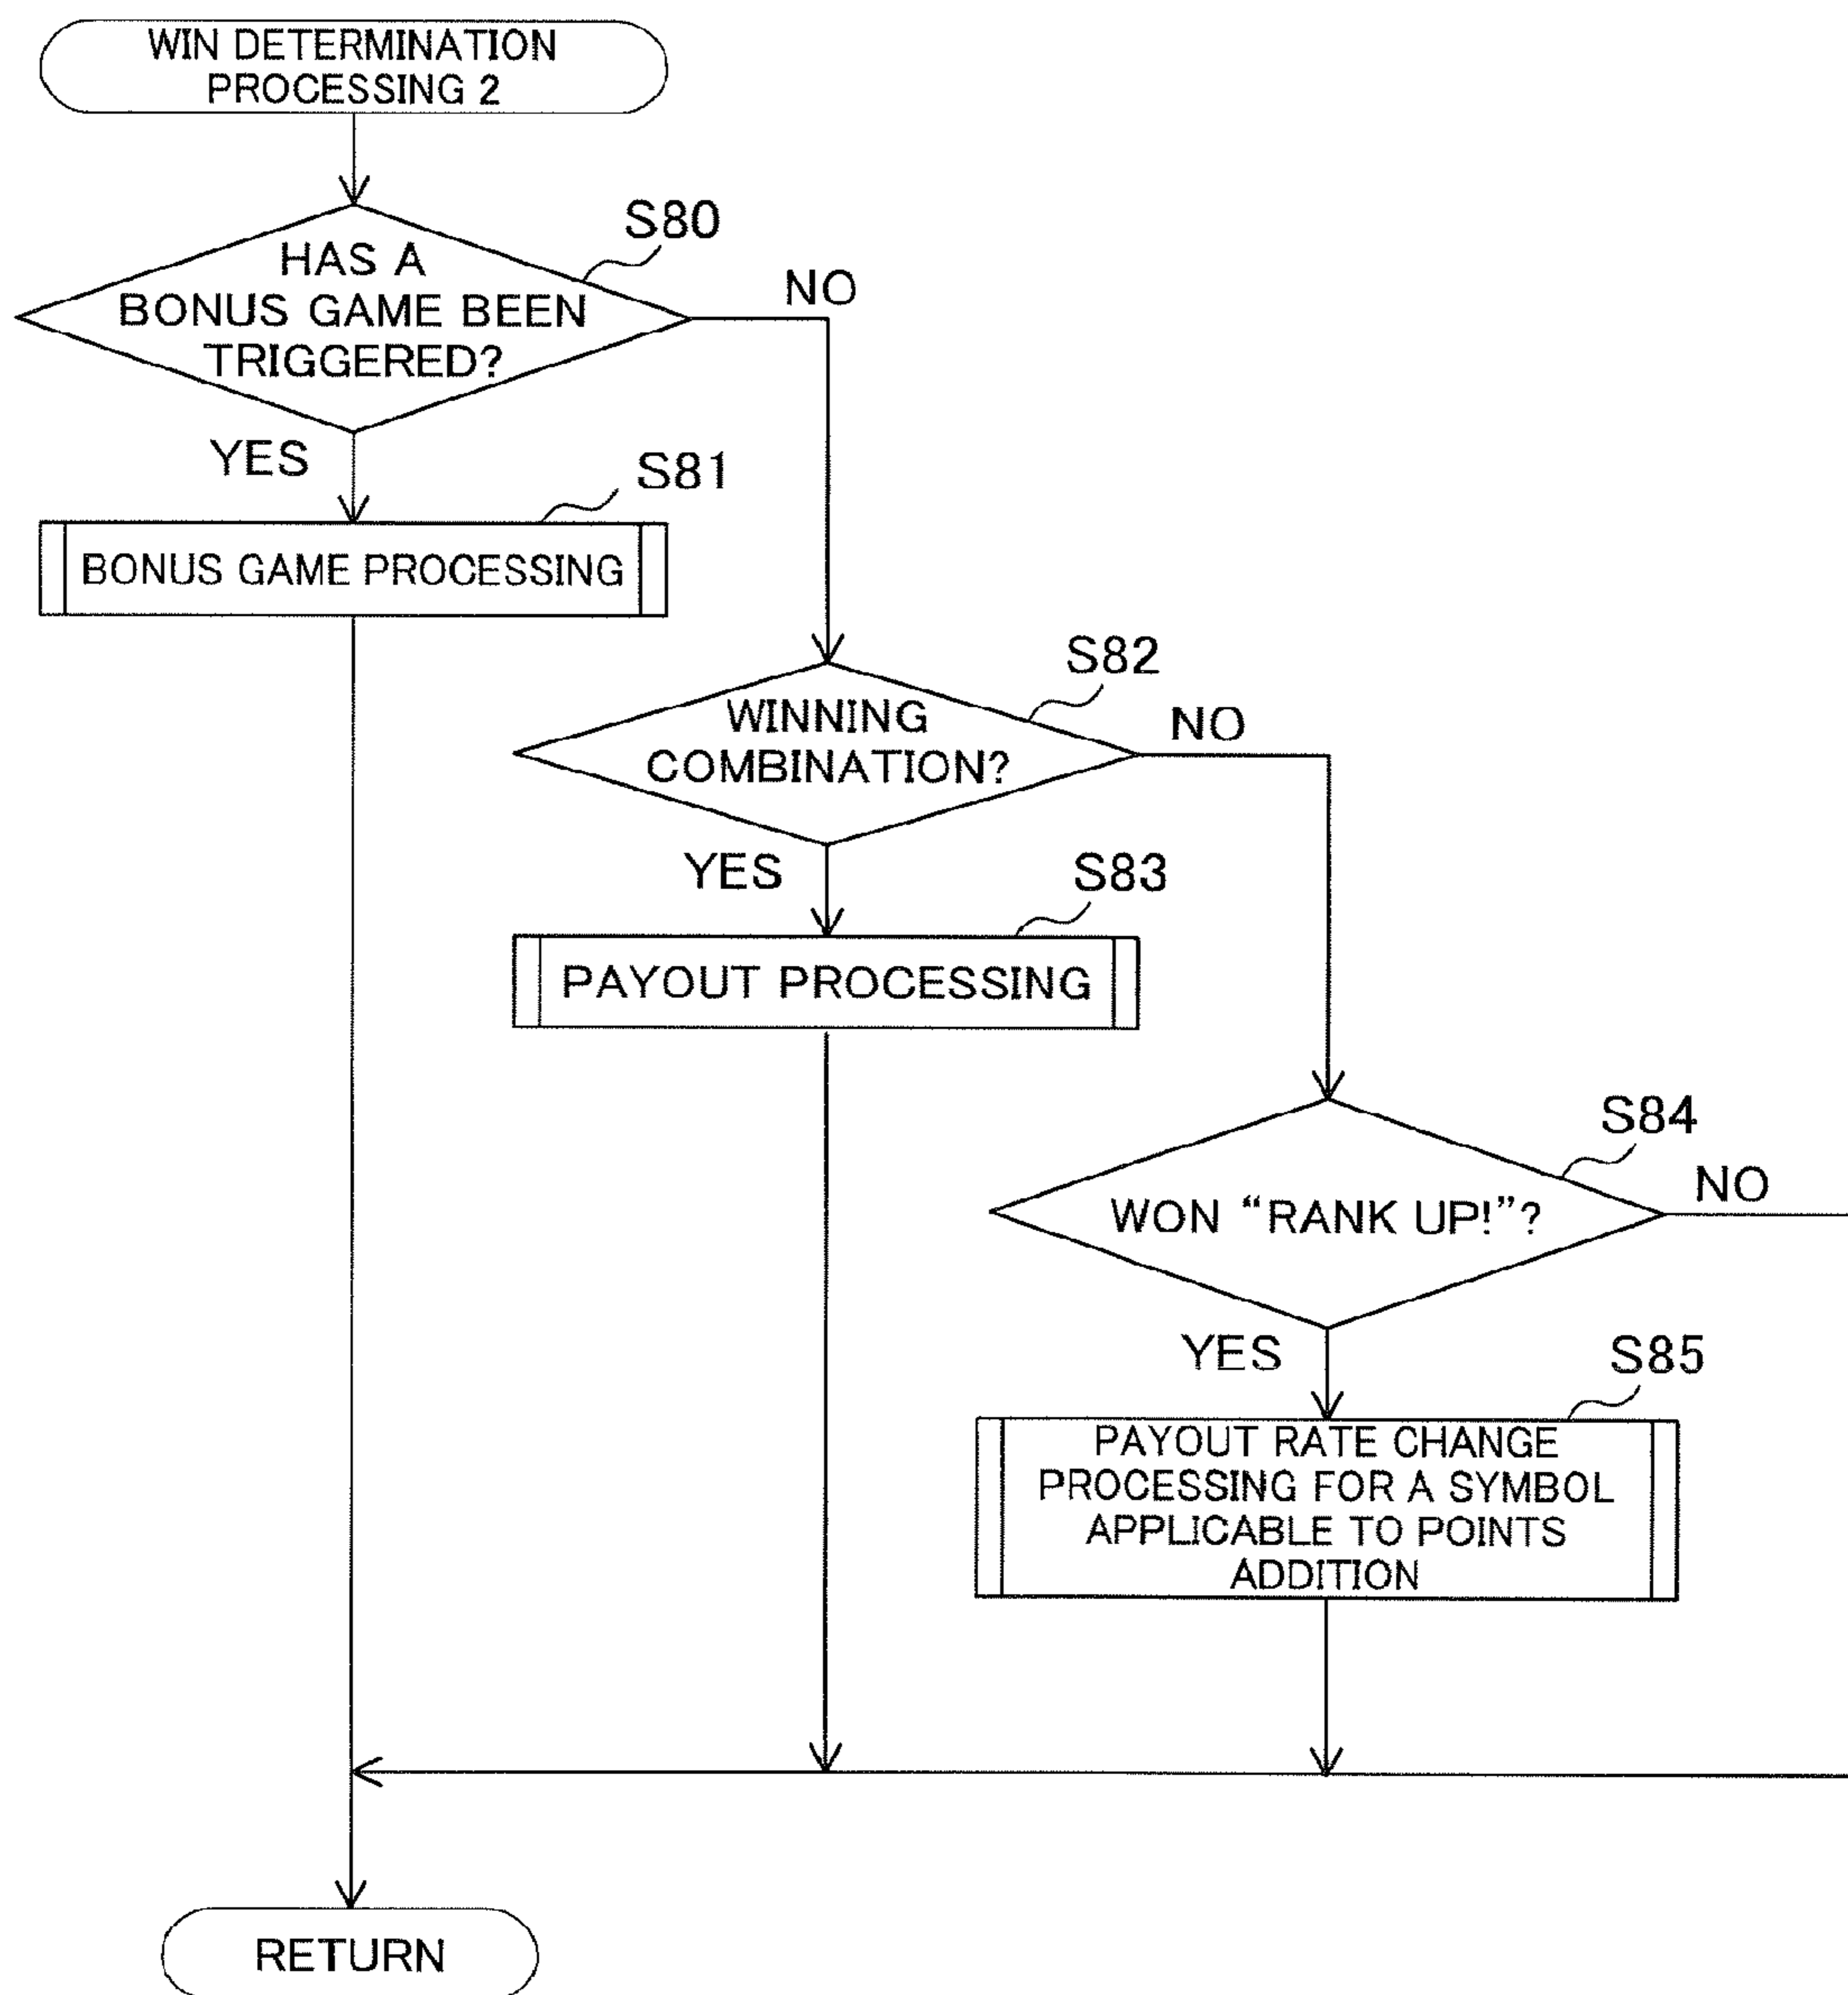 WIN DETERMINATION
PROCESSING 2
S80
HAS A
BONUS GAME BEEN
TRIGGERED?
NO
YES
S81
BONUS GAME PROCESSING
S82
WINNING
COMBINATION?
NO
YES
S83
PAYOUT PROCESSING
S84
WON “RANK UP!”?
NO
YES
S85
PAYOUT RATE CHANGE
PROCESSING FOR A SYMBOL
APPLICABLE TO POINTS
ADDITION
RETURN